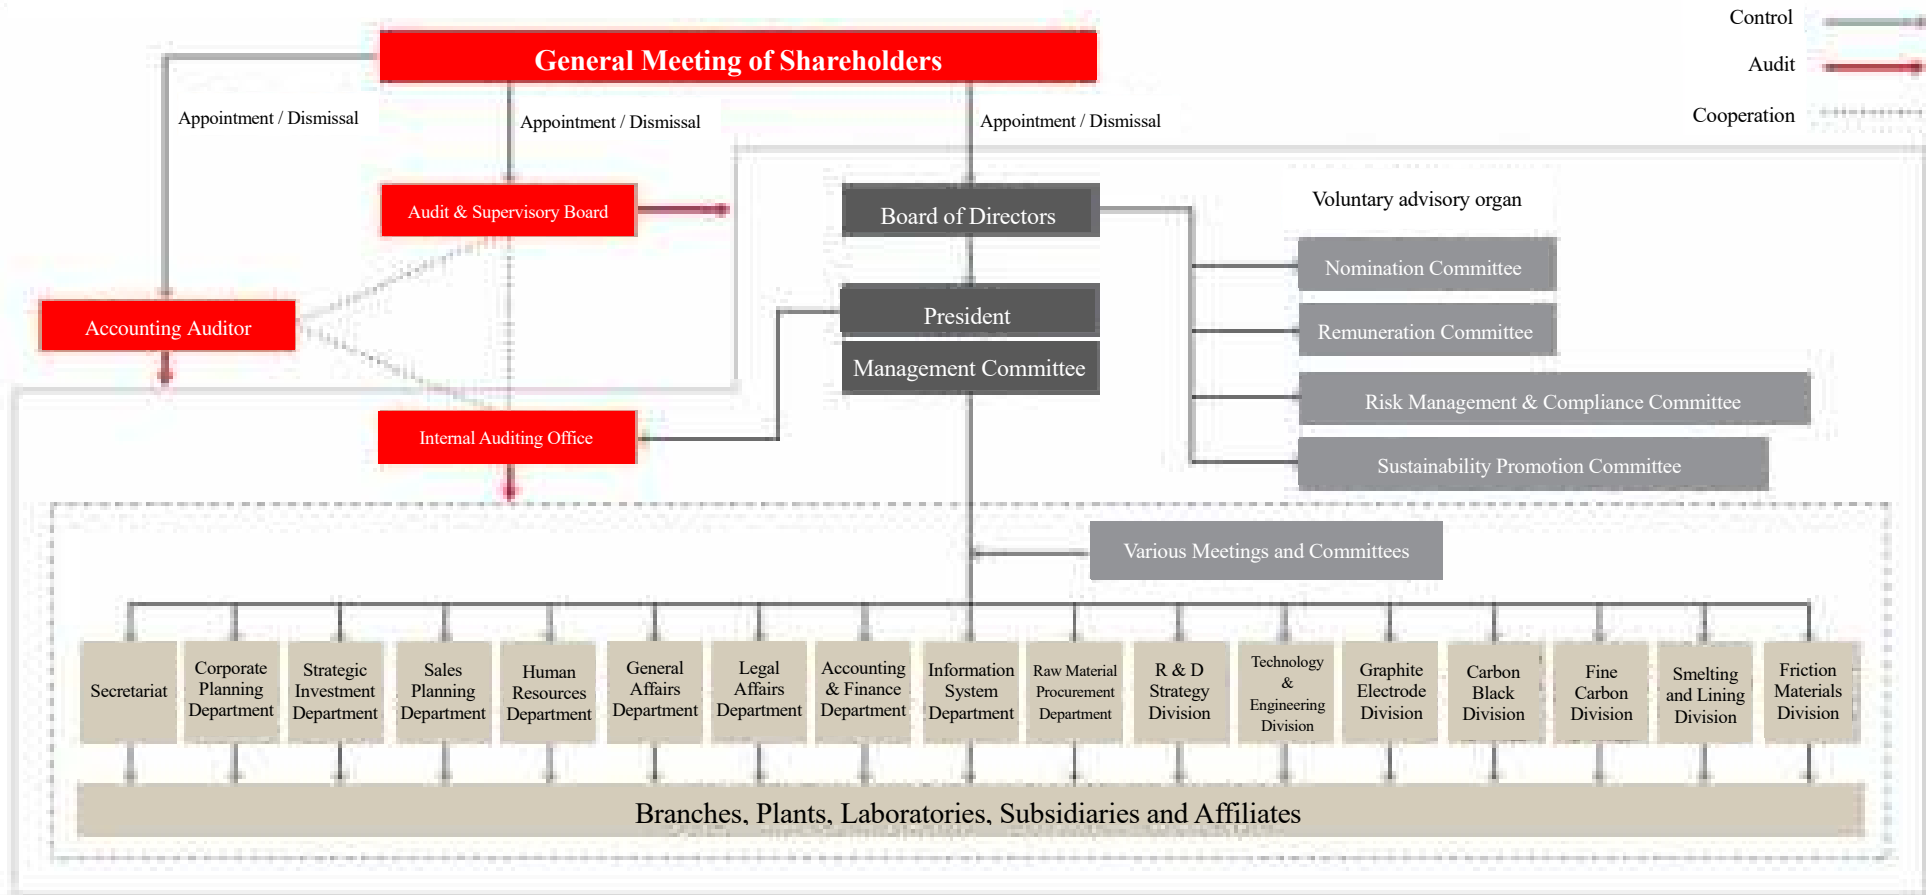 Control
Audit
Cooperation
General Meeting of Shareholders
Appointment / Dismissal
Appointment / Dismissal
Appointment / Dismissal
Audit & Supervisory Board
Board of Directors
Voluntary advisory organ
Nomination Committee
Accounting Auditor
President
Remuneration Committee
Management Committee
Risk Management & Compliance Committee
Internal Auditing Office
Sustainability Promotion Committee
Various Meetings and Committees
Secretariat
Corporate
Planning
Department
Strategic
Investment
Department
Sales
Planning
Department
Human
Resources
Department
General
Affairs
Department
Legal
Affairs
Department
Accounting
& Finance
Department
Information
System
Department
Raw Material
Procurement
Department
R & D
Strategy
Division
Technology
&
Engineering
Division
Graphite
Electrode
Division
Carbon
Black
Division
Fine
Carbon
Division
Smelting
and Lining
Division
Friction
Materials
Division
Branches, Plants, Laboratories, Subsidiaries and Affiliates